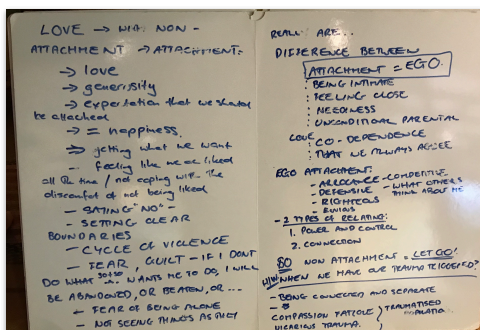 LOVE → WITH NON-
ATTACHMENT → ATTACHMENT:
→ love
→ generosity
→ expectation that we should
be attached
→ = happiness.
→ getting what we want
- feeling like we are liked
all the time / not coping with the
discomfort of not being liked
- SAYING "NO" -
- SETTING CLEAR
BOUNDARIES
- CYCLE OF VIOLENCE
- FEAR, GUILT - IF I DONT
DO WHAT WANTS ME TO DO, I WILL
BE ABANDONED, OR BEATEN, OR...
- FEAR OF BEING ALONE
- NOT SEEING THINGS AS THEY
REALLY ARE...
DIFFERENCE BETWEEN
ATTACHMENT = EGO.
: BEING INTIMATE
: FEELING CLOSE
: NEEDINESS
: UNCONDITIONAL PARENTAL
LOVE
: CO-DEPENDENCE
: THAT WE ALWAYS AGREE
EGO ATTACHMENT:
- ARROGANCE - COMPETITIVE
- DEFENSIVE - WHAT OTHERS
THINK ABOUT ME
- RIGHTEOUS
- ENVIOUS
- 2 TYPES OF RELATING:
1. POWER AND CONTROL
2. CONNECTION
SO NON ATTACHMENT = LET GO!
WHEN WE HAVE OUR TRAUMA TRIGGERED?
- BEING CONNECTED AND SEPARATE
COMPASSION FATIGUE } TRAUMATISED
VICARIOUS TRAUMA.